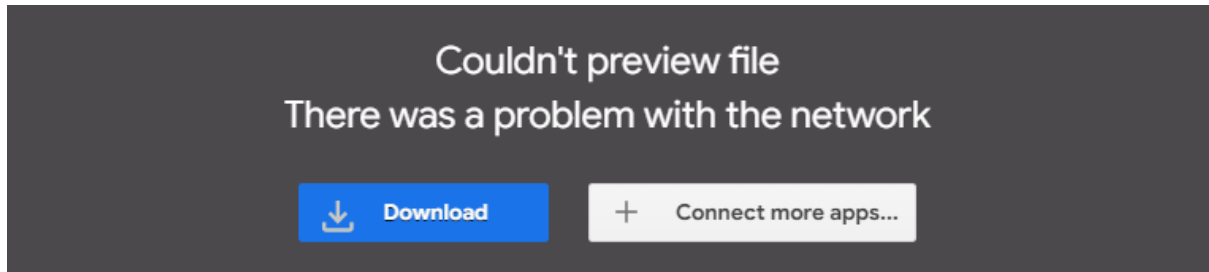 Couldn't preview file
There was a problem with the network
Download
Connect more apps...